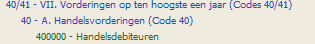 40/41 - VII. Vorderingen op ten hoogste een jaar (Codes 40/41)
40 - A. Handelsvorderingen (Code 40)
400000 - Handelsdebiteuren